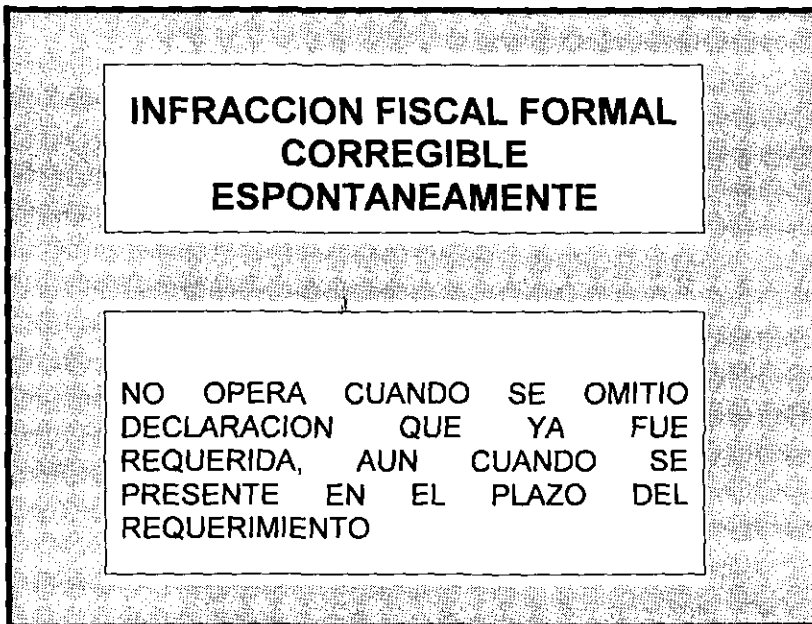 INFRACCION FISCAL FORMAL
CORREGIBLE
ESPONTANEAMENTE
NO OPERA CUANDO SE OMITIO
DECLARACION QUE YA FUE
REQUERIDA, AUN CUANDO SE
PRESENTE EN EL PLAZO DEL
REQUERIMIENTO